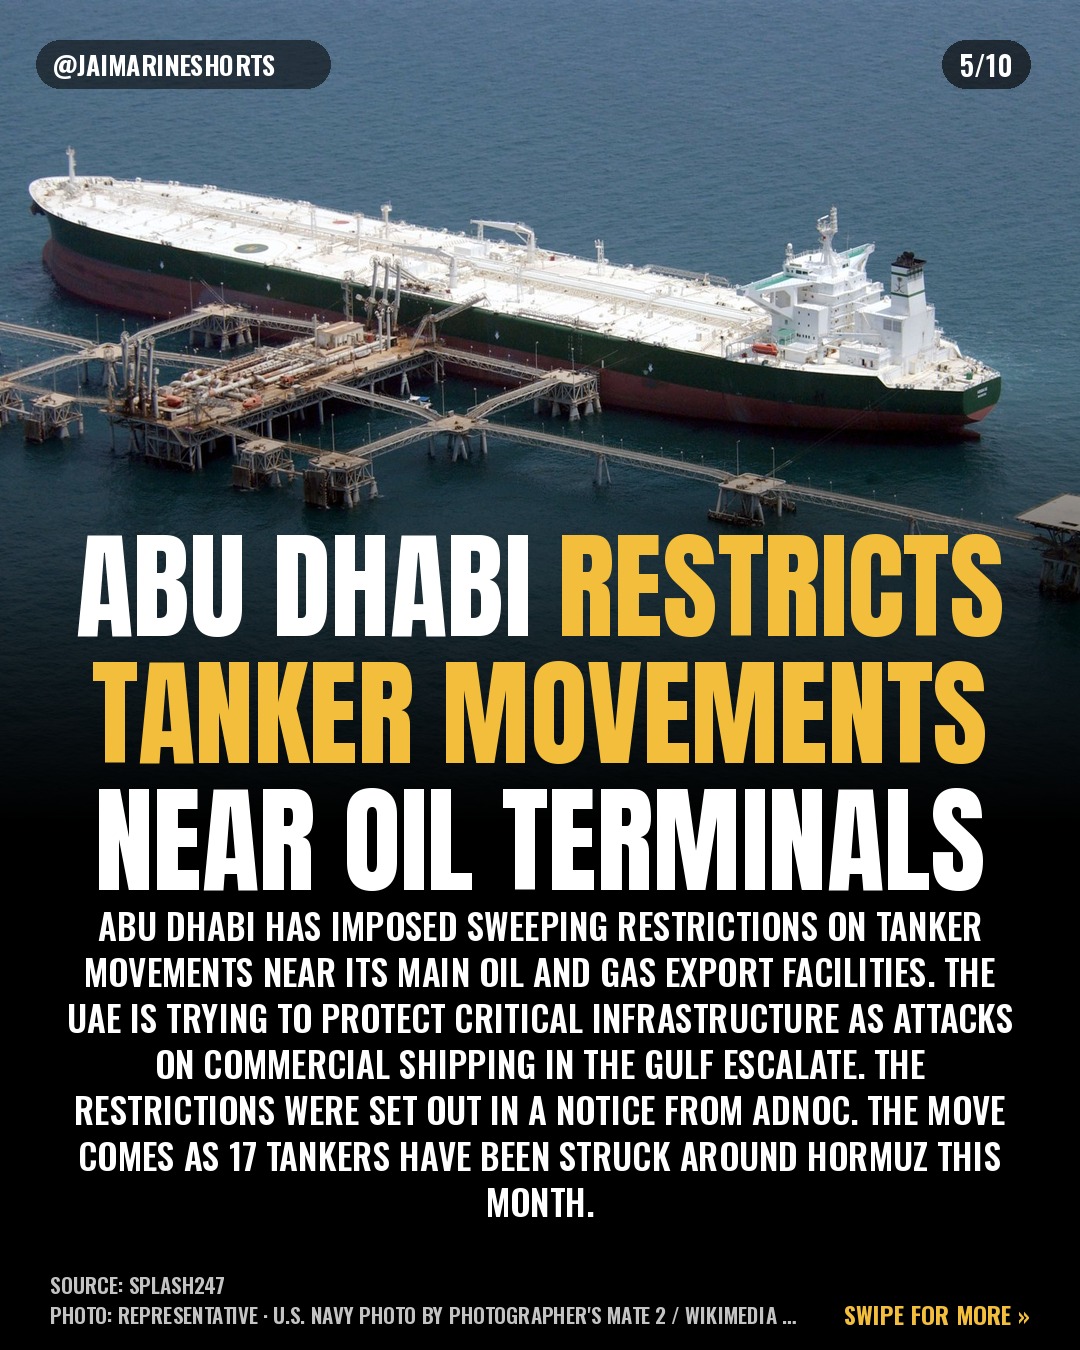 @JAIMARINESHORTS
5/10
ABU DHABI RESTRICTS
TANKER MOVEMENTS
NEAR OIL TERMINALS
ABU DHABI HAS IMPOSED SWEEPING RESTRICTIONS ON TANKER
MOVEMENTS NEAR ITS MAIN OIL AND GAS EXPORT FACILITIES. THE
UAE IS TRYING TO PROTECT CRITICAL INFRASTRUCTURE AS ATTACKS
ON COMMERCIAL SHIPPING IN THE GULF ESCALATE. THE
RESTRICTIONS WERE SET OUT IN A NOTICE FROM ADNOC. THE MOVE
COMES AS 17 TANKERS HAVE BEEN STRUCK AROUND HORMUZ THIS
MONTH.
SOURCE: SPLASH247
PHOTO: REPRESENTATIVE · U.S. NAVY PHOTO BY PHOTOGRAPHER'S MATE 2 / WIKIMEDIA ...
SWIPE FOR MORE »